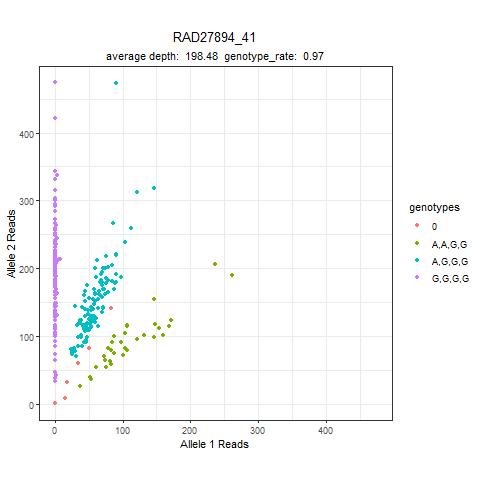 RAD27894_41
average depth:  198.48  genotype_rate:  0.97
Allele 2 Reads
400
300
200
100
0
0 100 200 300 400
Allele 1 Reads
genotypes
0
A,A,G,G
A,G,G,G
G,G,G,G